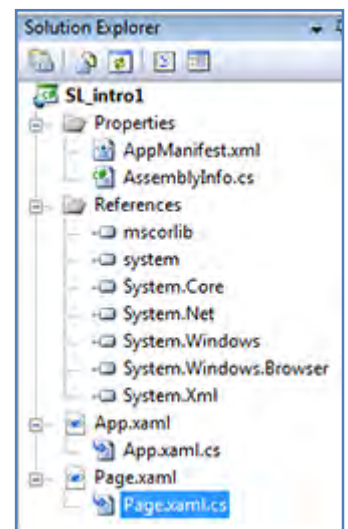 Solution Explorer
SL_intro1
Properties
AppManifest.xml
AssemblyInfo.cs
References
mscorlib
system
System.Core
System.Net
System.Windows
System.Windows.Browser
System.Xml
App.xaml
App.xaml.cs
Page.xaml
Page.xaml.cs